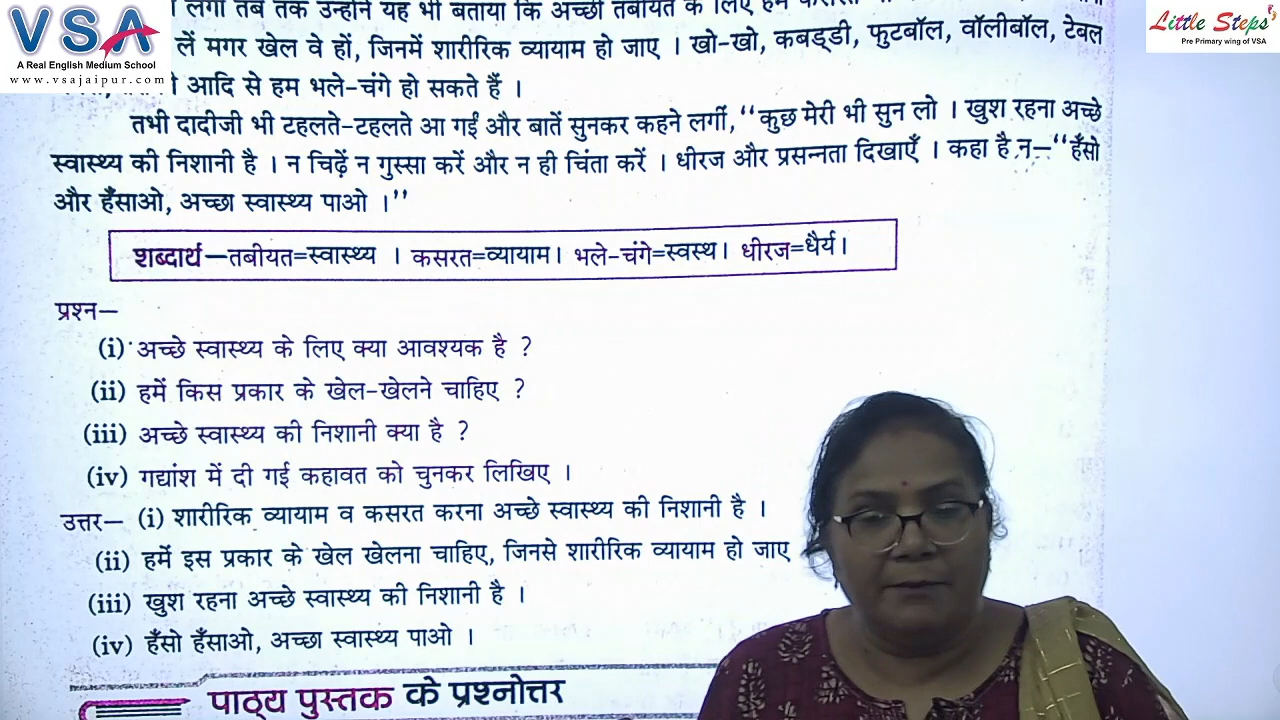 VSA
A Real English Medium School
www.vsajaipur.com
Little Steps
Pre Primary wing of VSA
लगी तब तक उन्होंने यह भी बताया कि अच्छी तबीयत के लिए हम
लें मगर खेल वे हों, जिनमें शारीरिक व्यायाम हो जाए । खो-खो, कबड्डी, फुटबॉल, वॉलीबॉल, टेबल
आदि से हम भले-चंगे हो सकते हैं ।
तभी दादीजी भी टहलते-टहलते आ गईं और बातें सुनकर कहने लगीं, ‘‘कुछ मेरी भी सुन लो । खुश रहना अच्छे
स्वास्थ्य की निशानी है । न चिढ़ें न गुस्सा करें और न ही चिंता करें । धीरज और प्रसन्नता दिखाएँ । कहा है न—‘‘हँसो
और हँसाओ, अच्छा स्वास्थ्य पाओ ।’’
शब्दार्थ—तबीयत=स्वास्थ्य । कसरत=व्यायाम। भले-चंगे=स्वस्थ। धीरज=धैर्य।
प्रश्न—
(i) अच्छे स्वास्थ्य के लिए क्या आवश्यक है ?
(ii) हमें किस प्रकार के खेल-खेलने चाहिए ?
(iii) अच्छे स्वास्थ्य की निशानी क्या है ?
(iv) गद्यांश में दी गई कहावत को चुनकर लिखिए ।
उत्तर— (i) शारीरिक व्यायाम व कसरत करना अच्छे स्वास्थ्य की निशानी है ।
(ii) हमें इस प्रकार के खेल खेलना चाहिए, जिनसे शारीरिक व्यायाम हो जाए
(iii) खुश रहना अच्छे स्वास्थ्य की निशानी है ।
(iv) हँसो हँसाओ, अच्छा स्वास्थ्य पाओ ।
पाठ्य पुस्तक के प्रश्नोत्तर